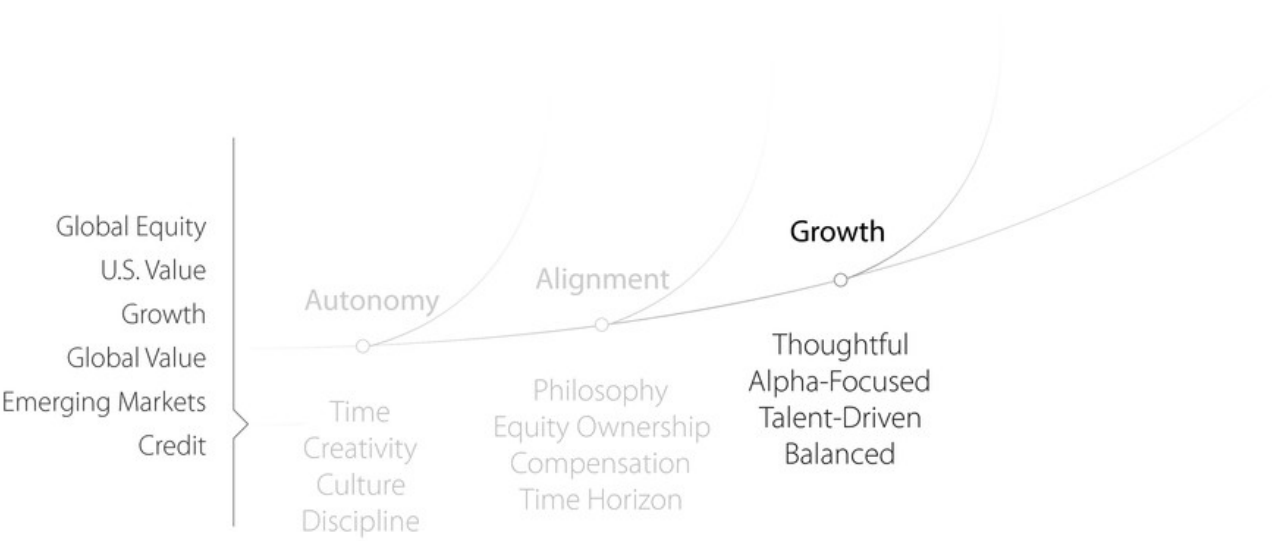 Global Equity
U.S. Value
Growth
Global Value
Emerging Markets
Credit
Autonomy
Time
Creativity
Culture
Discipline
Alignment
Philosophy
Equity Ownership
Compensation
Time Horizon
Growth
Thoughtful
Alpha-Focused
Talent-Driven
Balanced